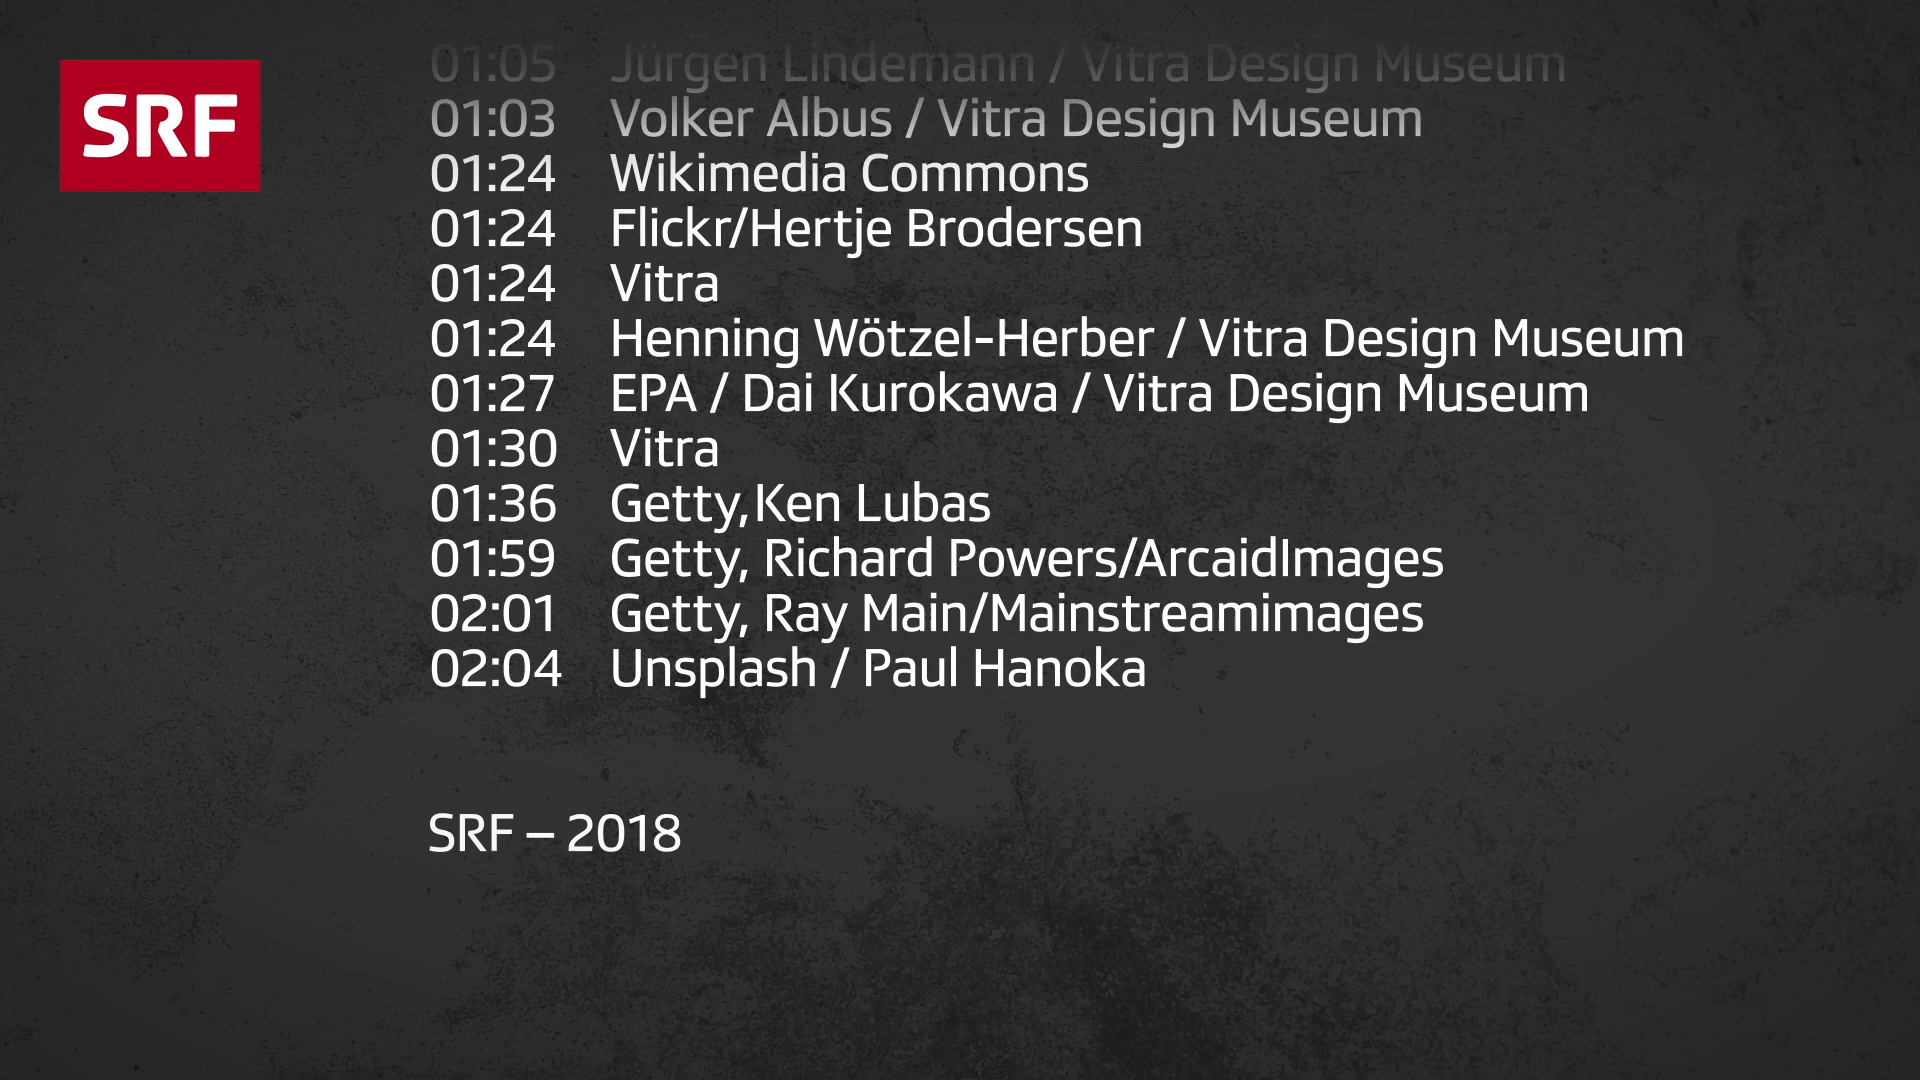 SRF
01:05 Jürgen Lindemann / Vitra Design Museum
01:03 Volker Albus / Vitra Design Museum
01:24 Wikimedia Commons
01:24 Flickr/Hertje Brodersen
01:24 Vitra
01:24 Henning Wötzel-Herber / Vitra Design Museum
01:27 EPA / Dai Kurokawa / Vitra Design Museum
01:30 Vitra
01:36 Getty,Ken Lubas
01:59 Getty, Richard Powers/ArcaidImages
02:01 Getty, Ray Main/Mainstreamimages
02:04 Unsplash / Paul Hanoka
SRF – 2018